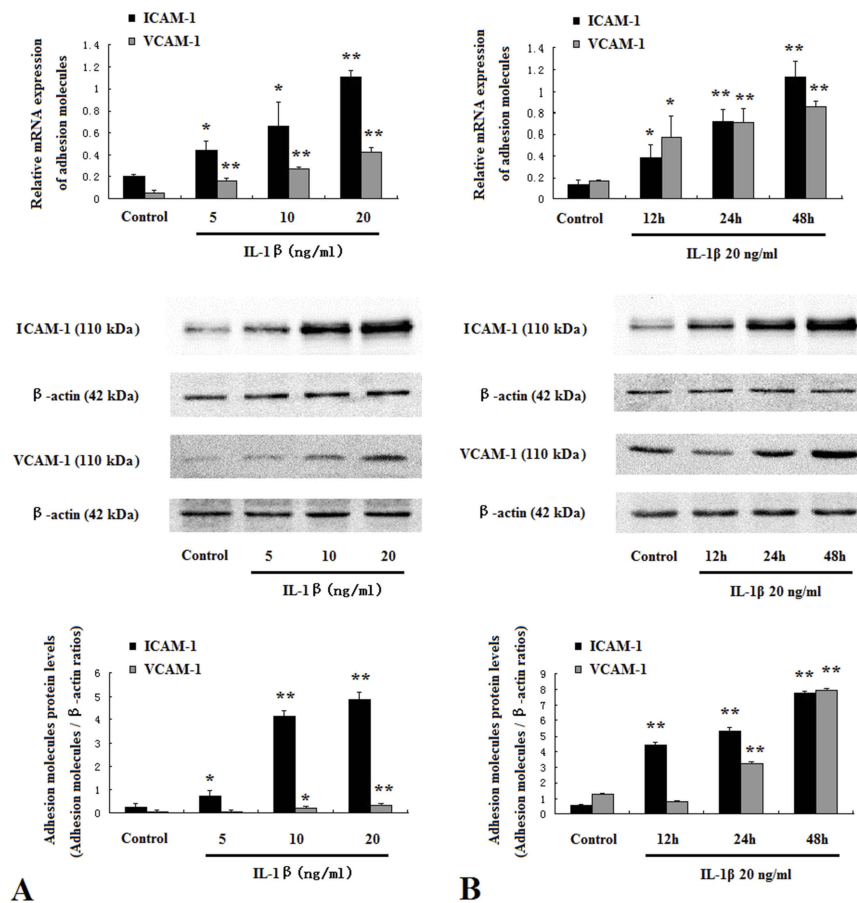 ICAM-1
VCAM-1
Relative mRNA expression
of adhesion molecules
1.4
1.2
1
0.8
0.6
0.4
0.2
0
* ** * ** ** **
Control 5 10 20
IL-1β (ng/ml)
ICAM-1 (110 kDa)
β-actin (42 kDa)
VCAM-1 (110 kDa)
β-actin (42 kDa)
Control 5 10 20
IL-1β (ng/ml)
ICAM-1
VCAM-1
Adhesion molecules protein levels
(Adhesion molecules / β-actin ratios)
6
5
4
3
2
1
0
* ** * ** **
Control 5 10 20
IL-1β (ng/ml)
A
ICAM-1
VCAM-1
Relative mRNA expression
of adhesion molecules
1.4
1.2
1
0.8
0.6
0.4
0.2
0
* * ** ** ** **
Control 12h 24h 48h
IL-1β 20 ng/ml
ICAM-1 (110 kDa)
β-actin (42 kDa)
VCAM-1 (110 kDa)
β-actin (42 kDa)
Control 12h 24h 48h
IL-1β 20 ng/ml
ICAM-1
VCAM-1
Adhesion molecules protein levels
(Adhesion molecules / β-actin ratios)
9
8
7
6
5
4
3
2
1
0
** ** ** ** **
Control 12h 24h 48h
IL-1β 20 ng/ml
B